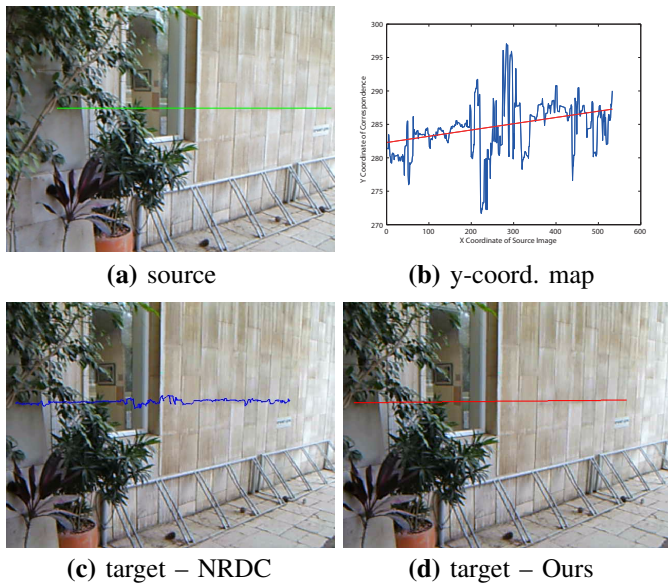 300
295
290
285
280
275
270
Y Coordinate of Correspondence
0 100 200 300 400 500 600
X Coordinate of Source Image
(a) source
(b) y-coord. map
(c) target – NRDC
(d) target – Ours